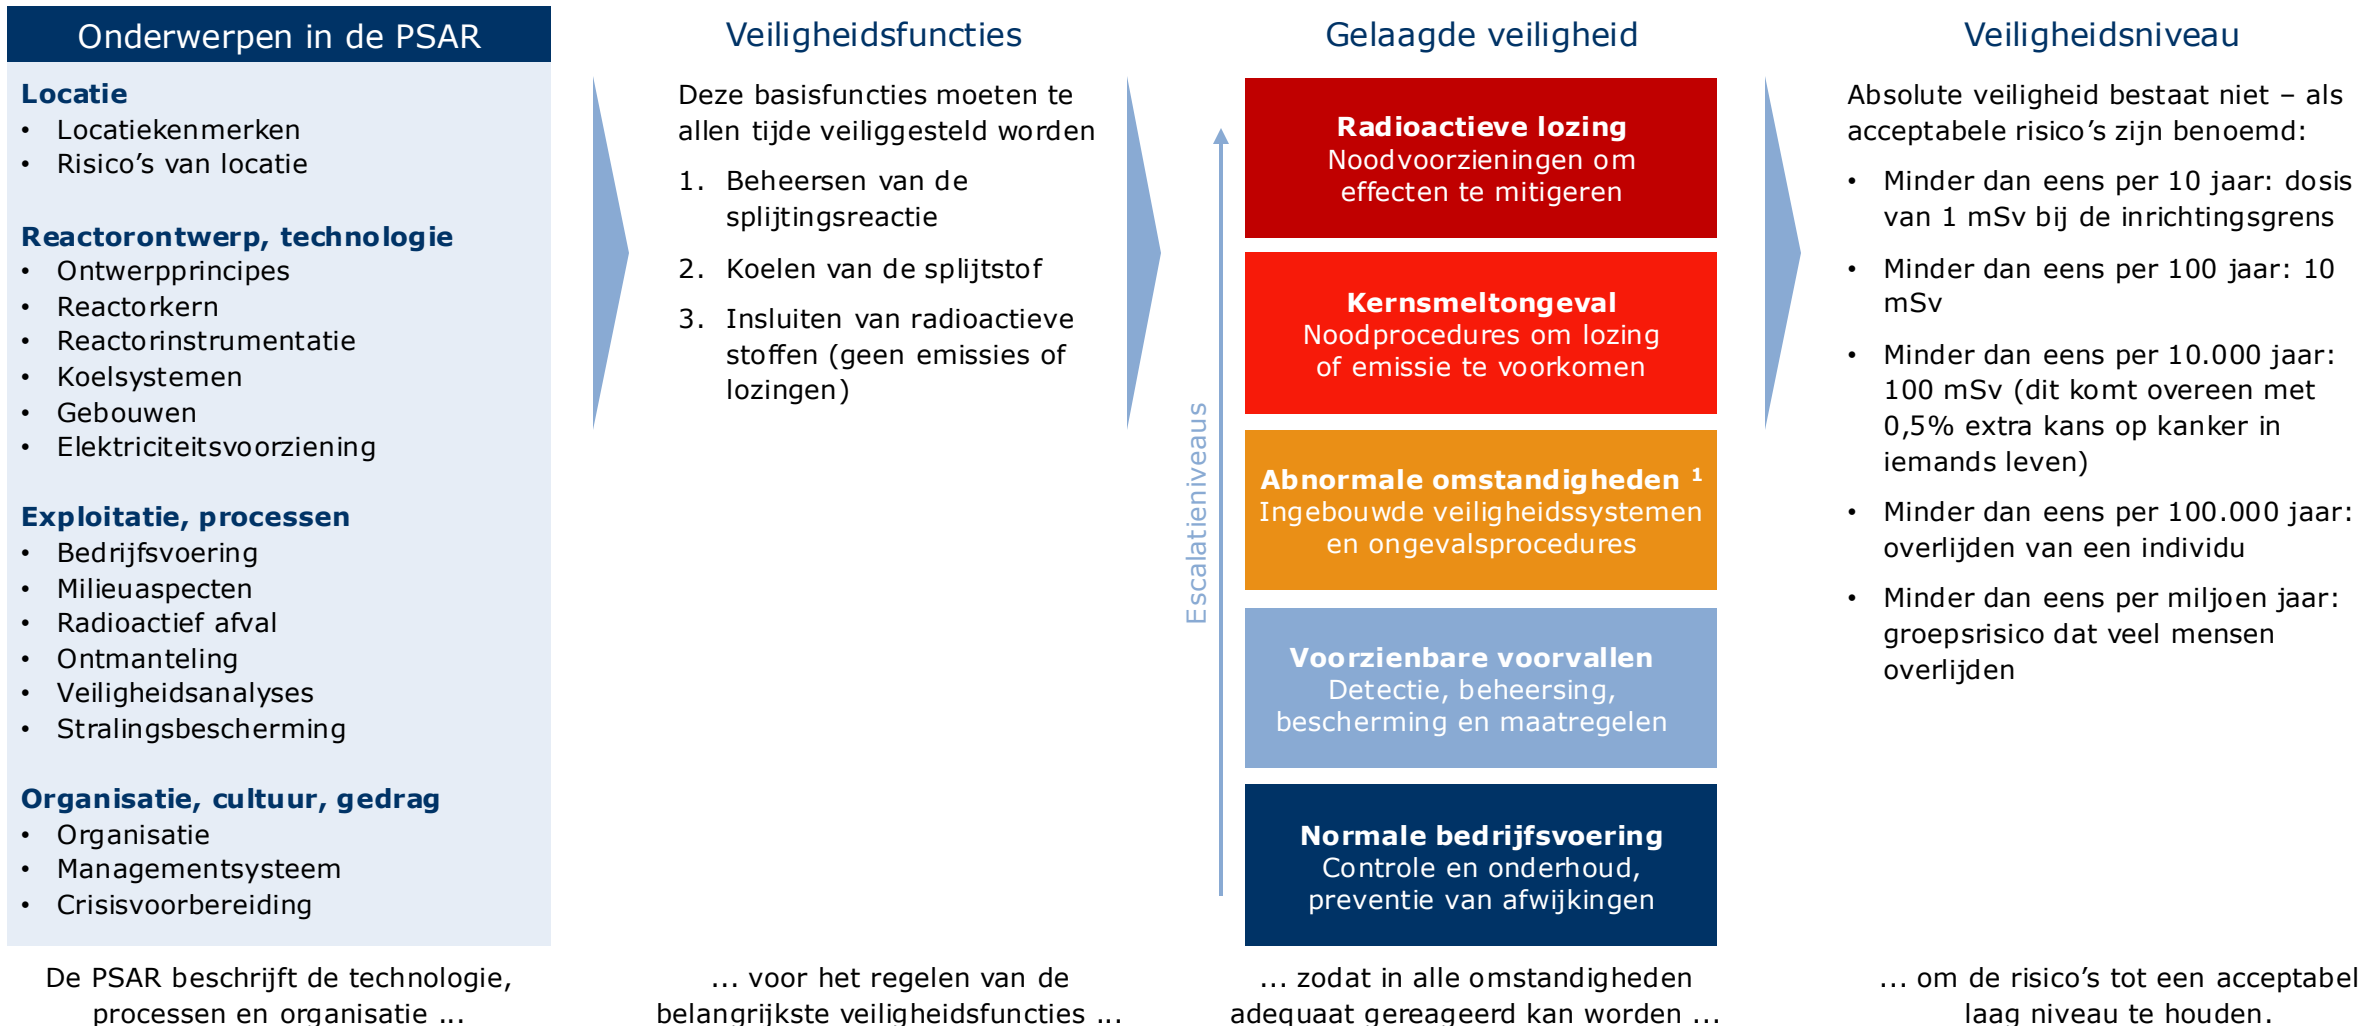 Onderwerpen in de PSAR
Locatie
• Locatiekenmerken
• Risico’s van locatie
Reactorontwerp, technologie
• Ontwerpprincipes
• Reactorkern
• Reactorinstrumentatie
• Koelsystemen
• Gebouwen
• Elektriciteitsvoorziening
Exploitatie, processen
• Bedrijfsvoering
• Milieuaspecten
• Radioactief afval
• Ontmanteling
• Veiligheidsanalyses
• Stralingsbescherming
Organisatie, cultuur, gedrag
• Organisatie
• Managementsysteem
• Crisisvoorbereiding
De PSAR beschrijft de technologie,
processen en organisatie ...
Veiligheidsfuncties
Deze basisfuncties moeten te
allen tijde veiliggesteld worden
1. Beheersen van de
splijtingsreactie
2. Koelen van de splijtstof
3. Insluiten van radioactieve
stoffen (geen emissies of
lozingen)
... voor het regelen van de
belangrijkste veiligheidsfuncties ...
Gelaagde veiligheid
Escalatieniveaus
Radioactieve lozing
Noodvoorzieningen om
effecten te mitigeren
Kernsmeltongeval
Noodprocedures om lozing
of emissie te voorkomen
Abnormale omstandigheden ¹
Ingebouwde veiligheidssystemen
en ongevalsprocedures
Voorzienbare voorvallen
Detectie, beheersing,
bescherming en maatregelen
Normale bedrijfsvoering
Controle en onderhoud,
preventie van afwijkingen
... zodat in alle omstandigheden
adequaat gereageerd kan worden ...
Veiligheidsniveau
Absolute veiligheid bestaat niet – als
acceptabele risico’s zijn benoemd:
• Minder dan eens per 10 jaar: dosis
van 1 mSv bij de inrichtingsgrens
• Minder dan eens per 100 jaar: 10
mSv
• Minder dan eens per 10.000 jaar:
100 mSv (dit komt overeen met
0,5% extra kans op kanker in
iemands leven)
• Minder dan eens per 100.000 jaar:
overlijden van een individu
• Minder dan eens per miljoen jaar:
groepsrisico dat veel mensen
overlijden
... om de risico’s tot een acceptabel
laag niveau te houden.